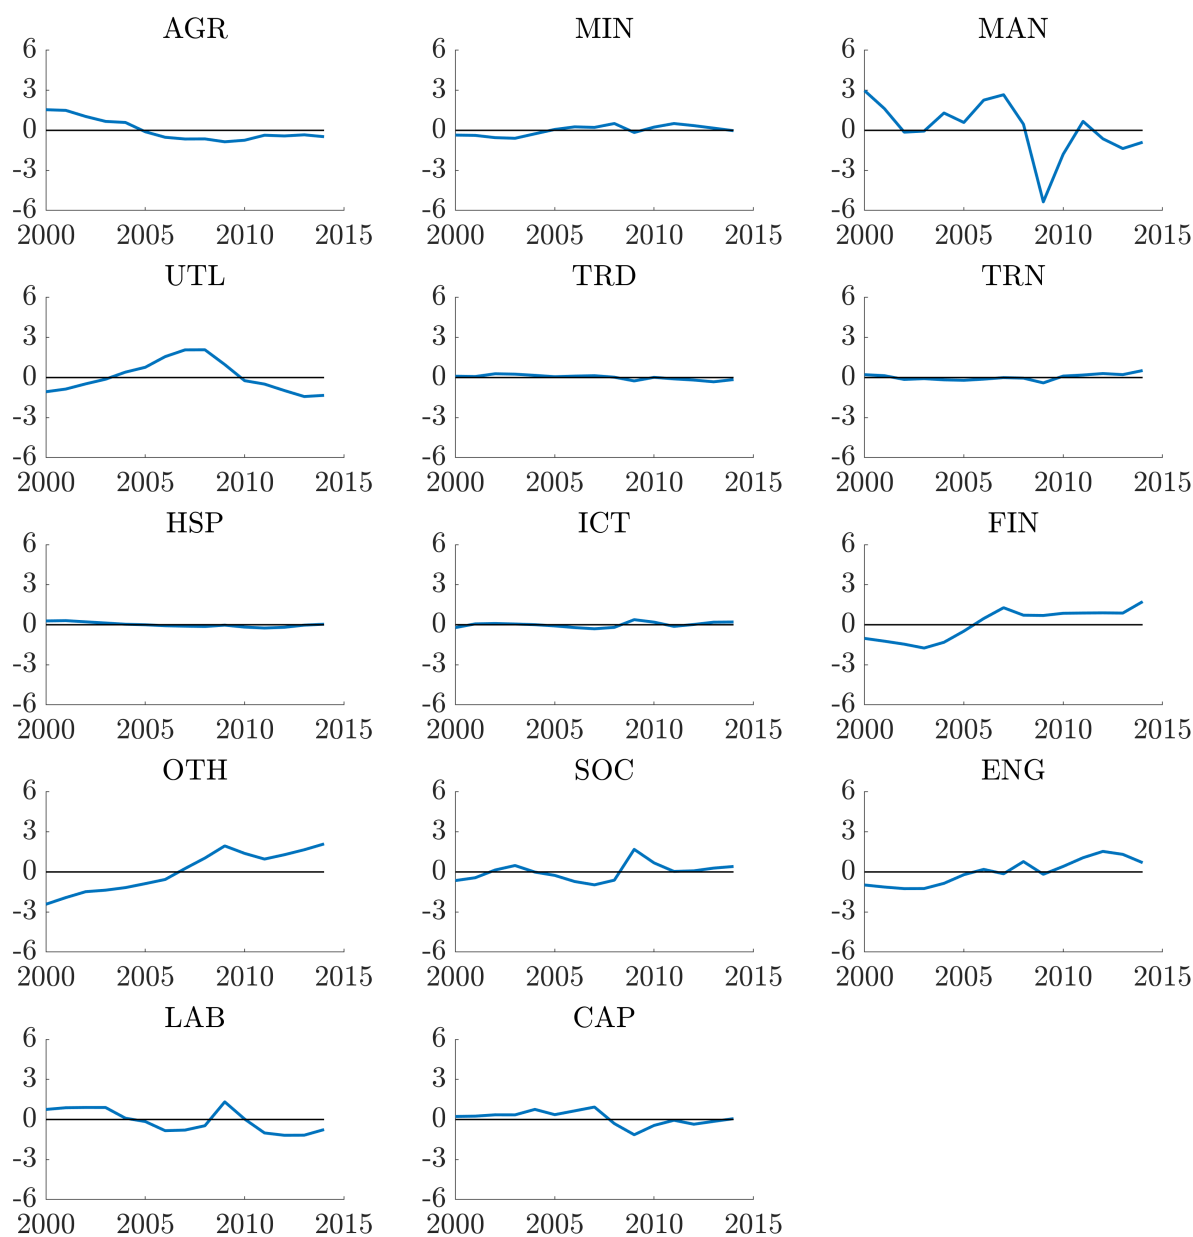 AGR MIN MAN
6 6 6
3 3 3
0 0 0
-3 -3 -3
-6 -6 -6
2000 2005 2010 2015 2000 2005 2010 2015 2000 2005 2010 2015
UTL TRD TRN
6 6 6
3 3 3
0 0 0
-3 -3 -3
-6 -6 -6
2000 2005 2010 2015 2000 2005 2010 2015 2000 2005 2010 2015
HSP ICT FIN
6 6 6
3 3 3
0 0 0
-3 -3 -3
-6 -6 -6
2000 2005 2010 2015 2000 2005 2010 2015 2000 2005 2010 2015
OTH SOC ENG
6 6 6
3 3 3
0 0 0
-3 -3 -3
-6 -6 -6
2000 2005 2010 2015 2000 2005 2010 2015 2000 2005 2010 2015
LAB CAP
6 6
3 3
0 0
-3 -3
-6 -6
2000 2005 2010 2015 2000 2005 2010 2015